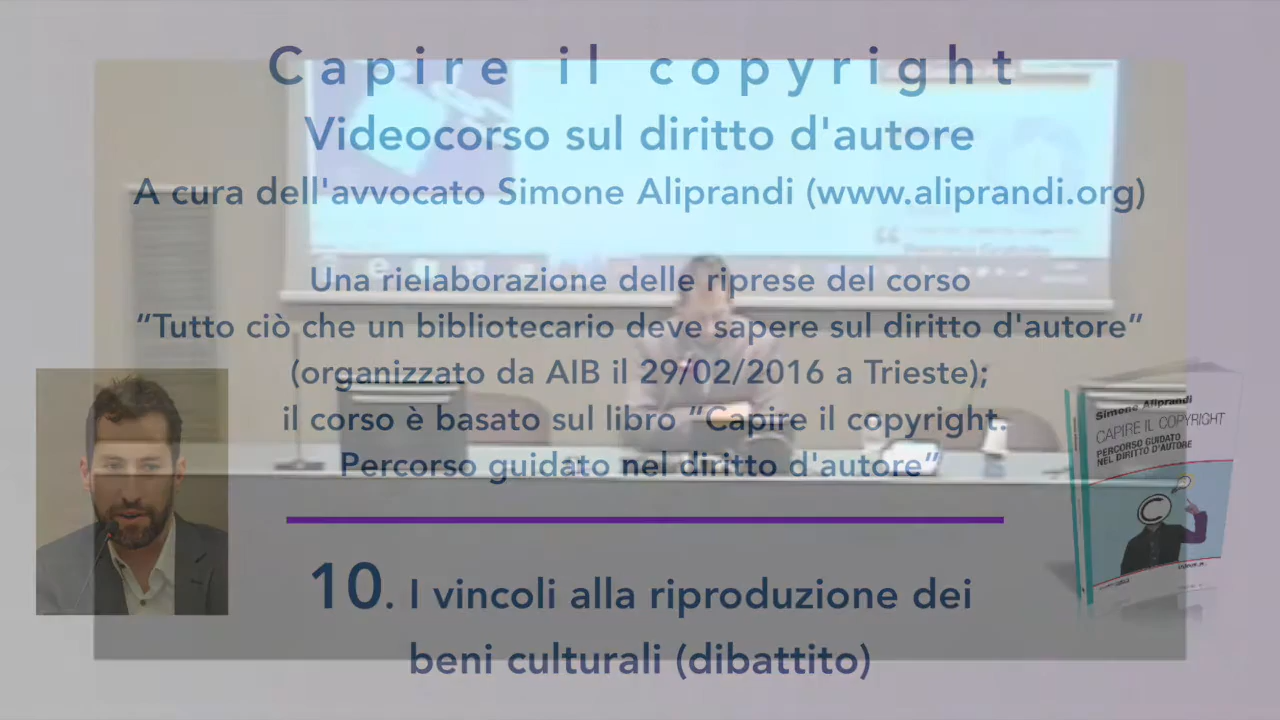 Capire il copyright
Videocorso sul diritto d'autore
A cura dell'avvocato Simone Aliprandi (www.aliprandi.org)
Una rielaborazione delle riprese del corso
“Tutto ciò che un bibliotecario deve sapere sul diritto d'autore”
(organizzato da AIB il 29/02/2016 a Trieste);
il corso è basato sul libro “Capire il copyright.
Percorso guidato nel diritto d'autore”
Simone Aliprandi
CAPIRE IL COPYRIGHT
PERCORSO GUIDATO
NEL DIRITTO D'AUTORE
C
10. I vincoli alla riproduzione dei
beni culturali (dibattito)